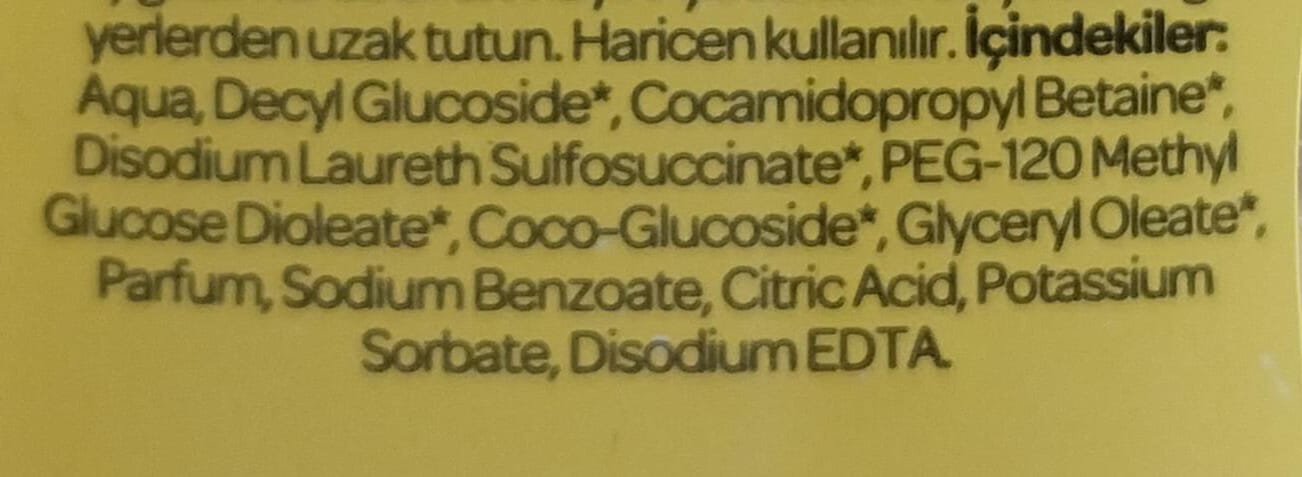 yerlerden uzak tutun. Haricen kullanılır. İçindekiler:
Aqua, Decyl Glucoside*, Cocamidopropyl Betaine*,
Disodium Laureth Sulfosuccinate*, PEG-120 Methyl
Glucose Dioleate*, Coco-Glucoside*, Glyceryl Oleate*,
Parfum, Sodium Benzoate, Citric Acid, Potassium
Sorbate, Disodium EDTA.